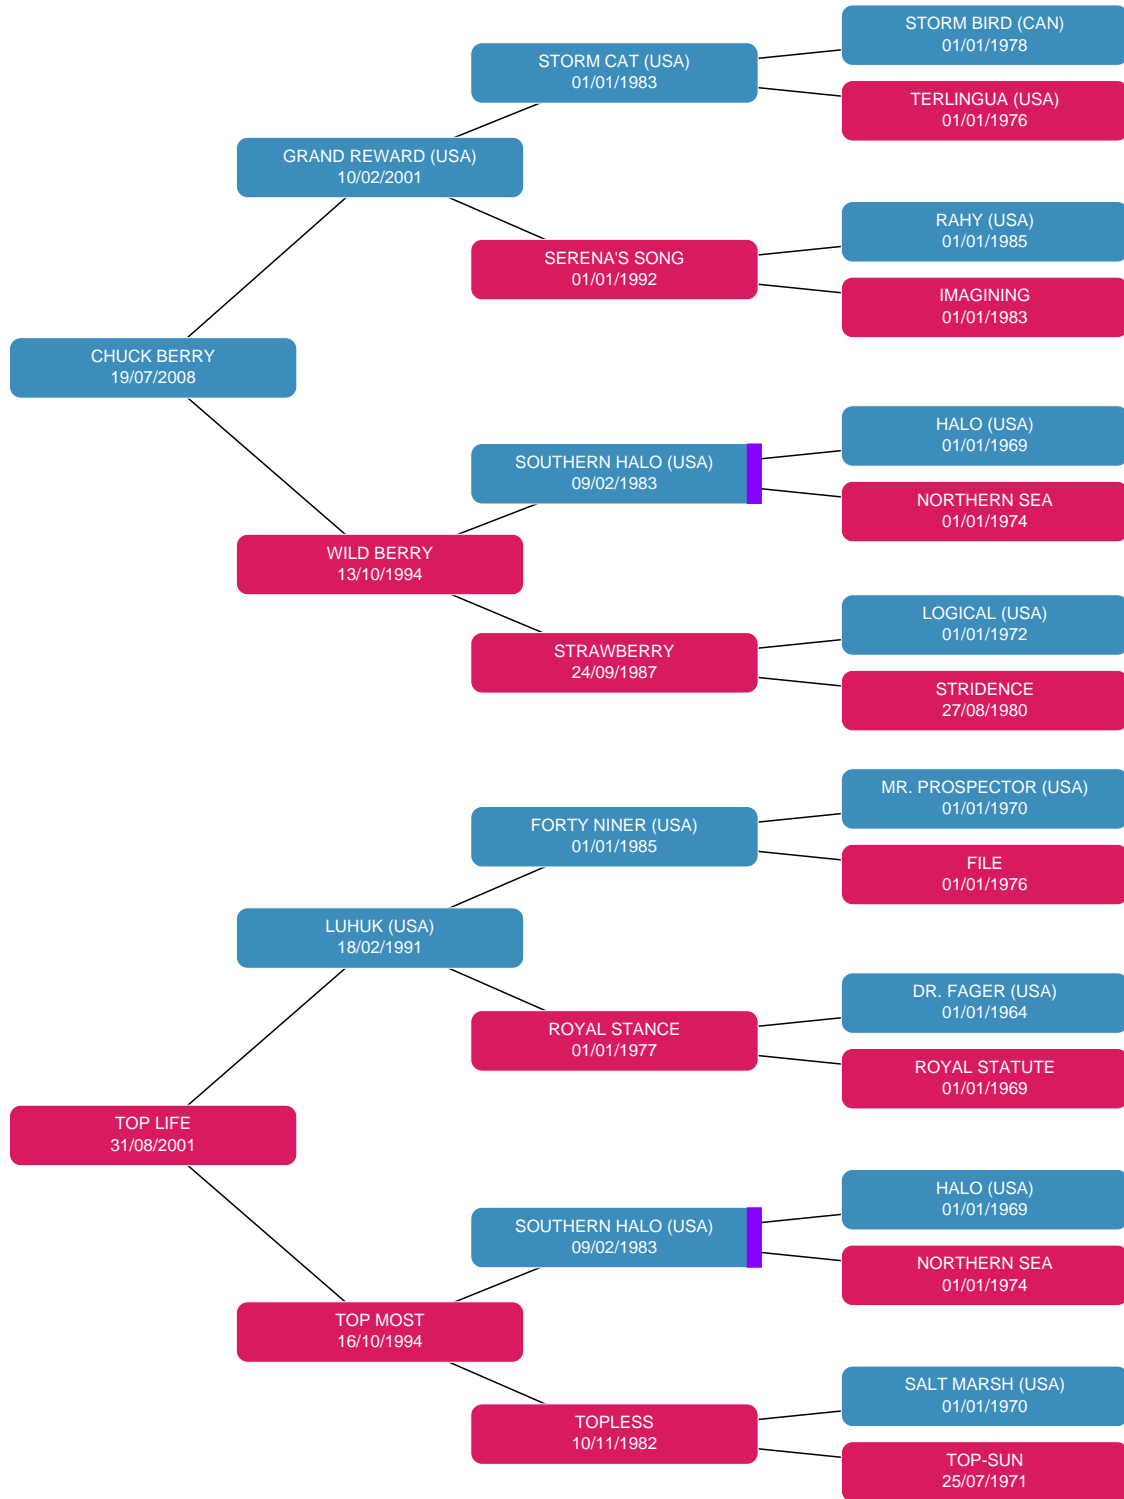 STORM BIRD (CAN)
01/01/1978
STORM CAT (USA)
01/01/1983
TERLINGUA (USA)
01/01/1976
GRAND REWARD (USA)
10/02/2001
RAHY (USA)
01/01/1985
SERENA'S SONG
01/01/1992
IMAGINING
01/01/1983
CHUCK BERRY
19/07/2008
HALO (USA)
01/01/1969
SOUTHERN HALO (USA)
09/02/1983
NORTHERN SEA
01/01/1974
WILD BERRY
13/10/1994
LOGICAL (USA)
01/01/1972
STRAWBERRY
24/09/1987
STRIDENCE
27/08/1980
MR. PROSPECTOR (USA)
01/01/1970
FORTY NINER (USA)
01/01/1985
FILE
01/01/1976
LUHUK (USA)
18/02/1991
DR. FAGER (USA)
01/01/1964
ROYAL STANCE
01/01/1977
ROYAL STATUTE
01/01/1969
TOP LIFE
31/08/2001
HALO (USA)
01/01/1969
SOUTHERN HALO (USA)
09/02/1983
NORTHERN SEA
01/01/1974
TOP MOST
16/10/1994
SALT MARSH (USA)
01/01/1970
TOPLESS
10/11/1982
TOP-SUN
25/07/1971